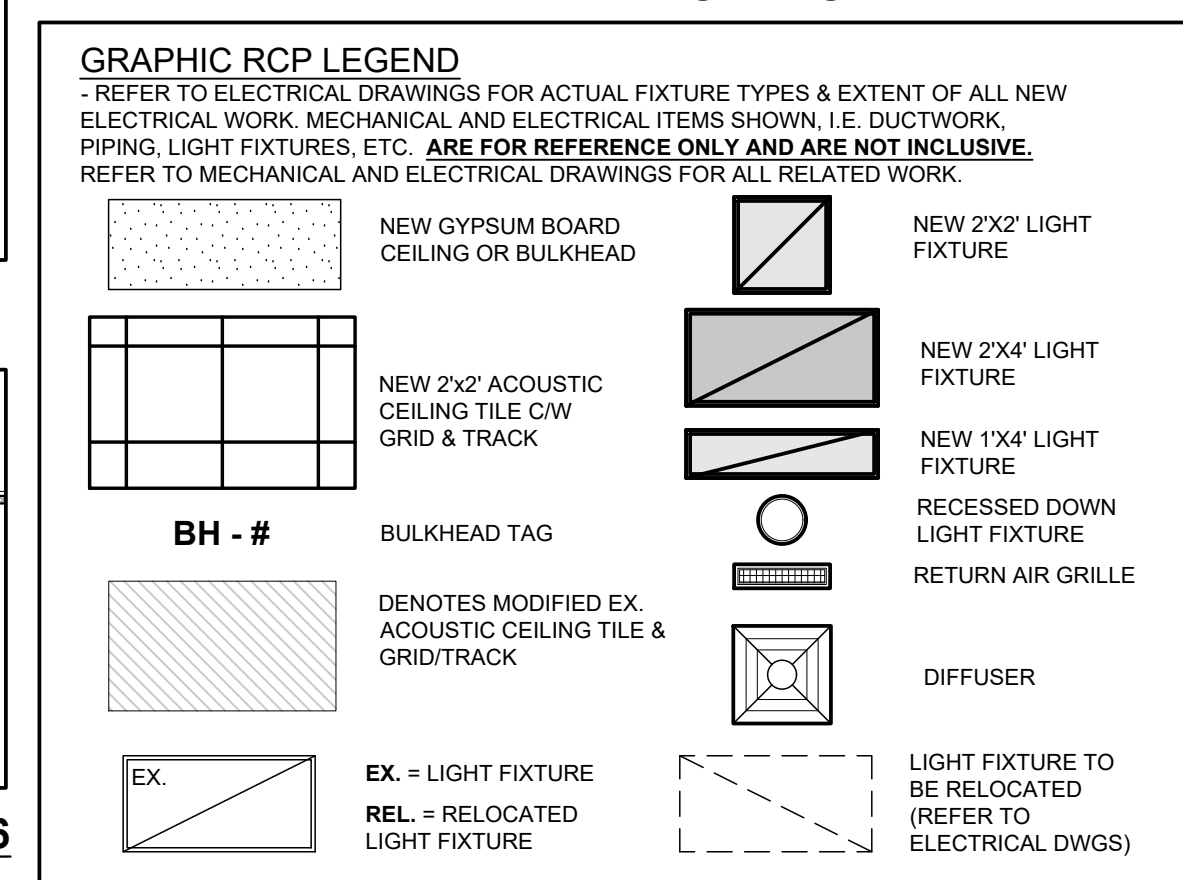 GRAPHIC RCP LEGEND
- REFER TO ELECTRICAL DRAWINGS FOR ACTUAL FIXTURE TYPES & EXTENT OF ALL NEW
ELECTRICAL WORK. MECHANICAL AND ELECTRICAL ITEMS SHOWN, I.E. DUCTWORK,
PIPING, LIGHT FIXTURES, ETC. ARE FOR REFERENCE ONLY AND ARE NOT INCLUSIVE.
REFER TO MECHANICAL AND ELECTRICAL DRAWINGS FOR ALL RELATED WORK.
NEW GYPSUM BOARD
CEILING OR BULKHEAD
NEW 2'x2' ACOUSTIC
CEILING TILE C/W
GRID & TRACK
BH - #
BULKHEAD TAG
DENOTES MODIFIED EX.
ACOUSTIC CEILING TILE &
GRID/TRACK
EX.
EX. = LIGHT FIXTURE
REL. = RELOCATED
LIGHT FIXTURE
NEW 2'X2' LIGHT
FIXTURE
NEW 2'X4' LIGHT
FIXTURE
NEW 1'X4' LIGHT
FIXTURE
RECESSED DOWN
LIGHT FIXTURE
RETURN AIR GRILLE
DIFFUSER
LIGHT FIXTURE TO
BE RELOCATED
(REFER TO
ELECTRICAL DWGS)